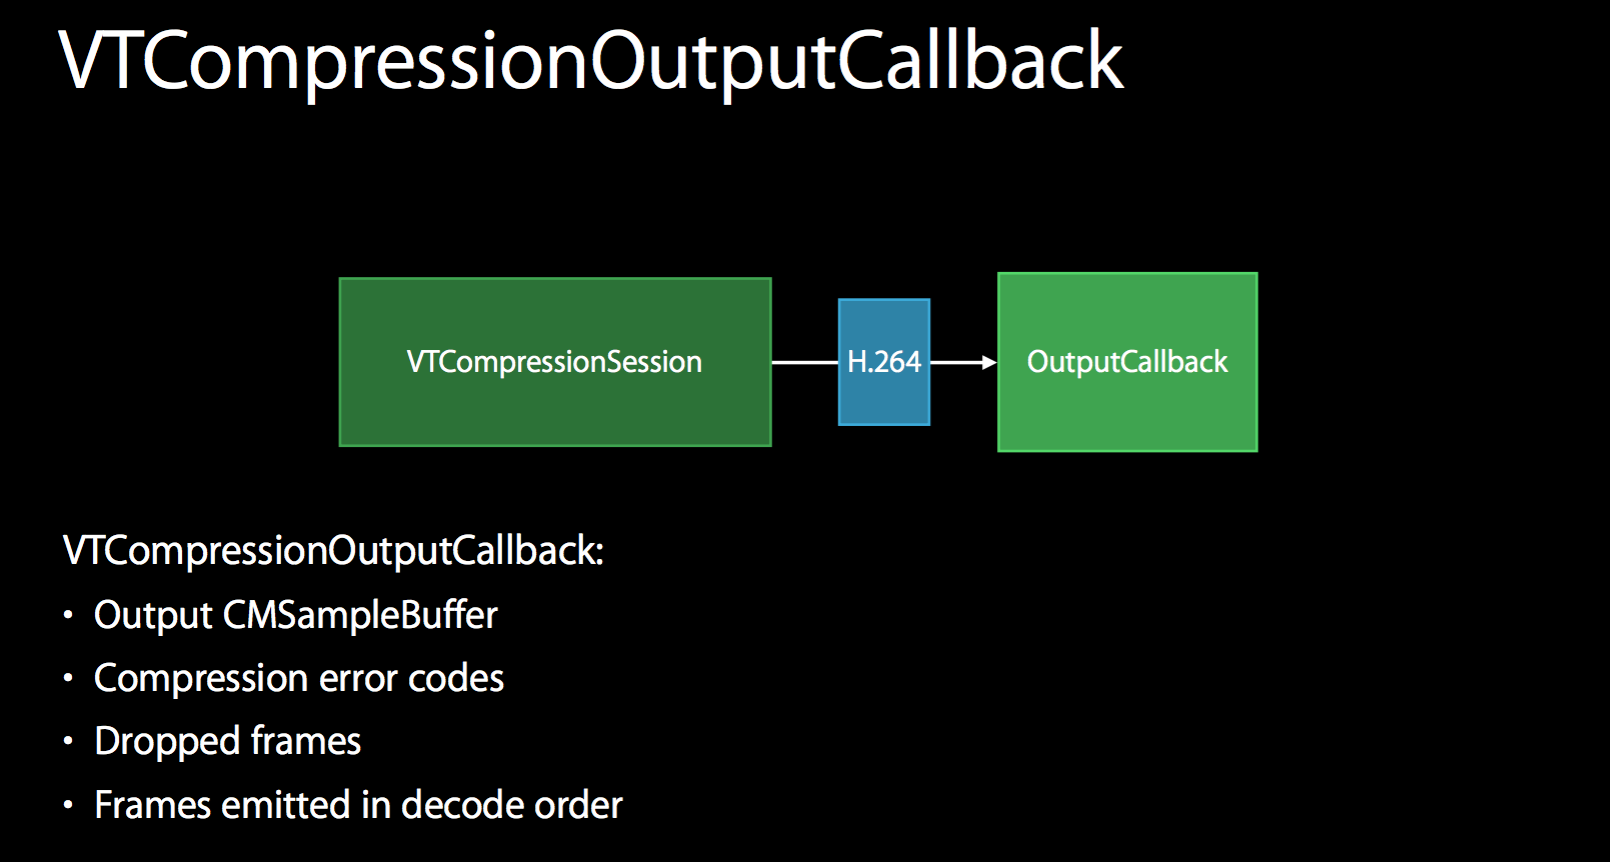 VTCompressionOutputCallback
VTCompressionSession
H.264
OutputCallback
VTCompressionOutputCallback:
• Output CMSampleBuffer
• Compression error codes
• Dropped frames
• Frames emitted in decode order